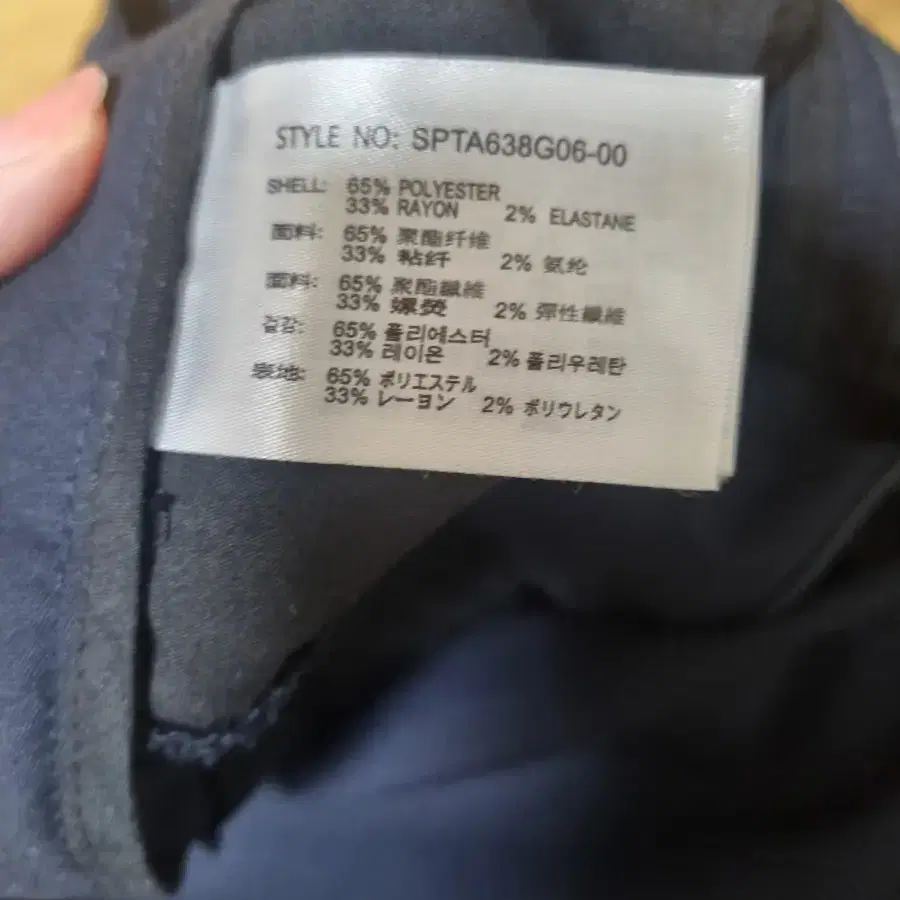 STYLE NO: SPTA638G06-00
SHELL: 65% POLYESTER
33% RAYON 2% ELASTANE
面料: 65% 聚酯纤维
33% 粘纤 2% 氨纶
面料: 65% 聚酯纖維
33% 嫘熒 2% 彈性纖維
겉감: 65% 폴리에스터
33% 레이온 2% 폴리우레탄
表地: 65% ポリエステル
33% レーヨン 2% ポリウレタン